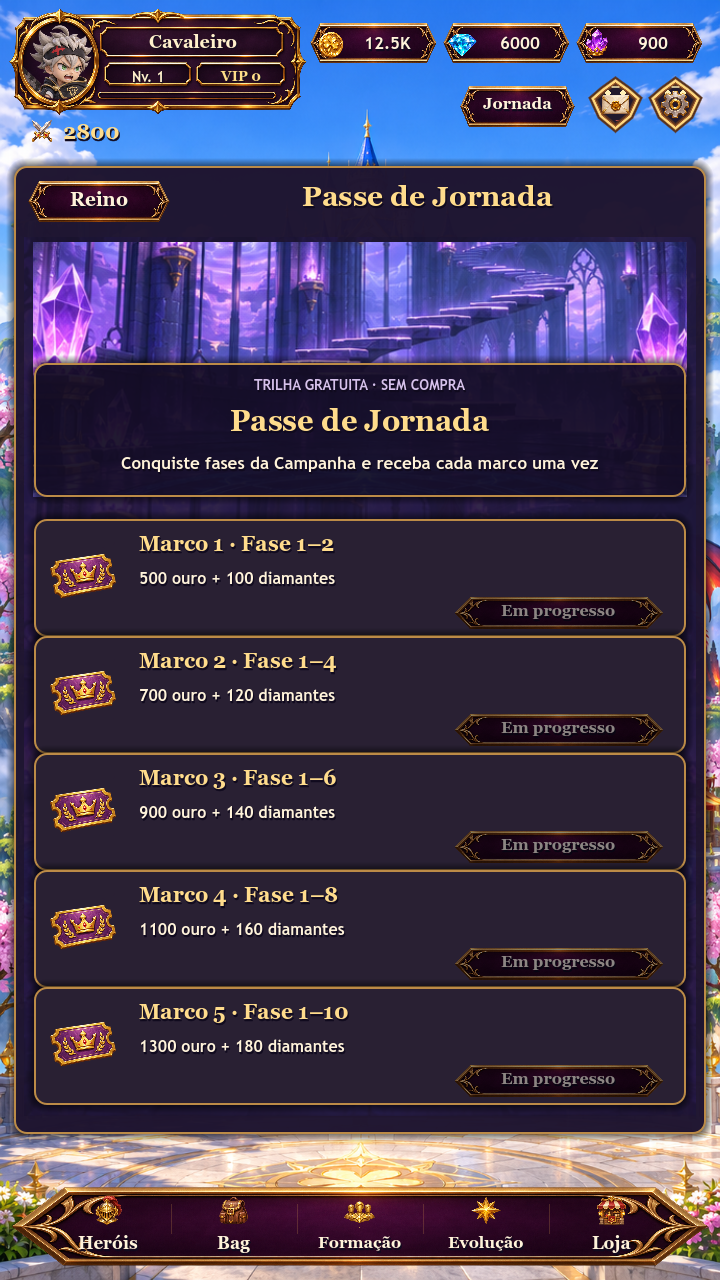 Cavaleiro
12.5K
6000
900
Nv. 1
VIP 0
Jornada
2800
Reino
Passe de Jornada
TRILHA GRATUITA · SEM COMPRA
Passe de Jornada
Conquiste fases da Campanha e receba cada marco uma vez
Marco 1 · Fase 1–2
500 ouro + 100 diamantes
Em progresso
Marco 2 · Fase 1–4
700 ouro + 120 diamantes
Em progresso
Marco 3 · Fase 1–6
900 ouro + 140 diamantes
Em progresso
Marco 4 · Fase 1–8
1100 ouro + 160 diamantes
Em progresso
Marco 5 · Fase 1–10
1300 ouro + 180 diamantes
Em progresso
Heróis
Bag
Formação
Evolução
Loja